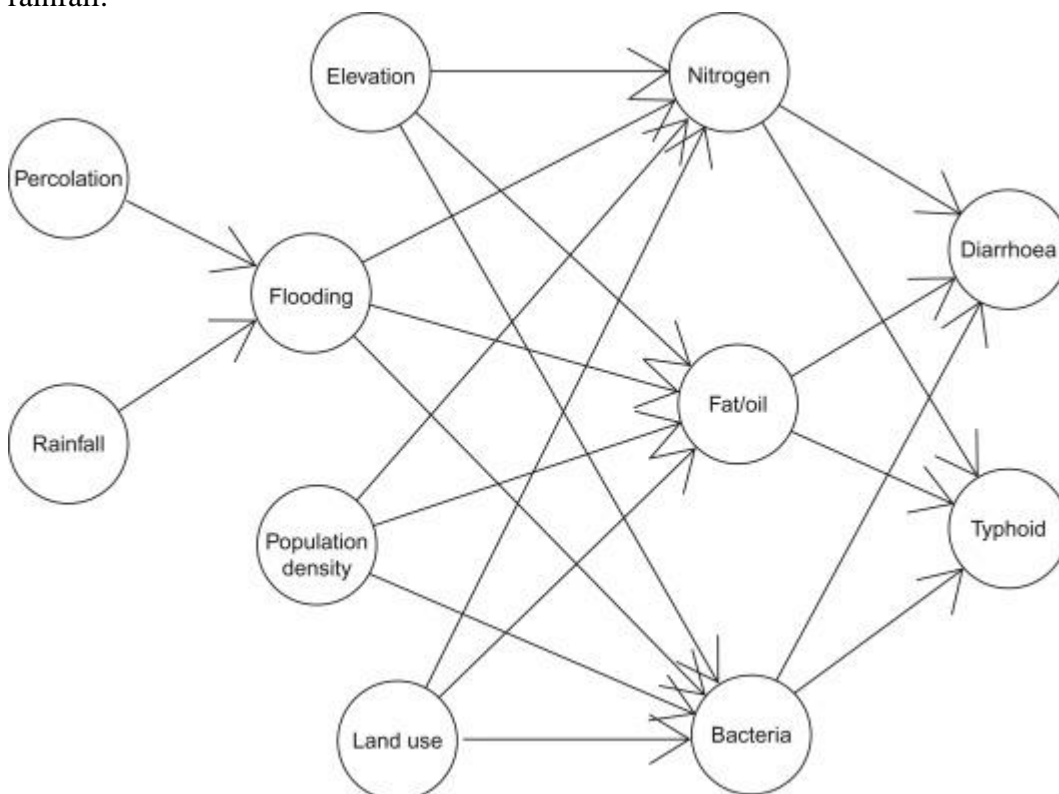 rainfall.
Elevation
Nitrogen
Percolation
Diarrhoea
Flooding
Fat/oil
Rainfall
Typhoid
Population
density
Land use
Bacteria